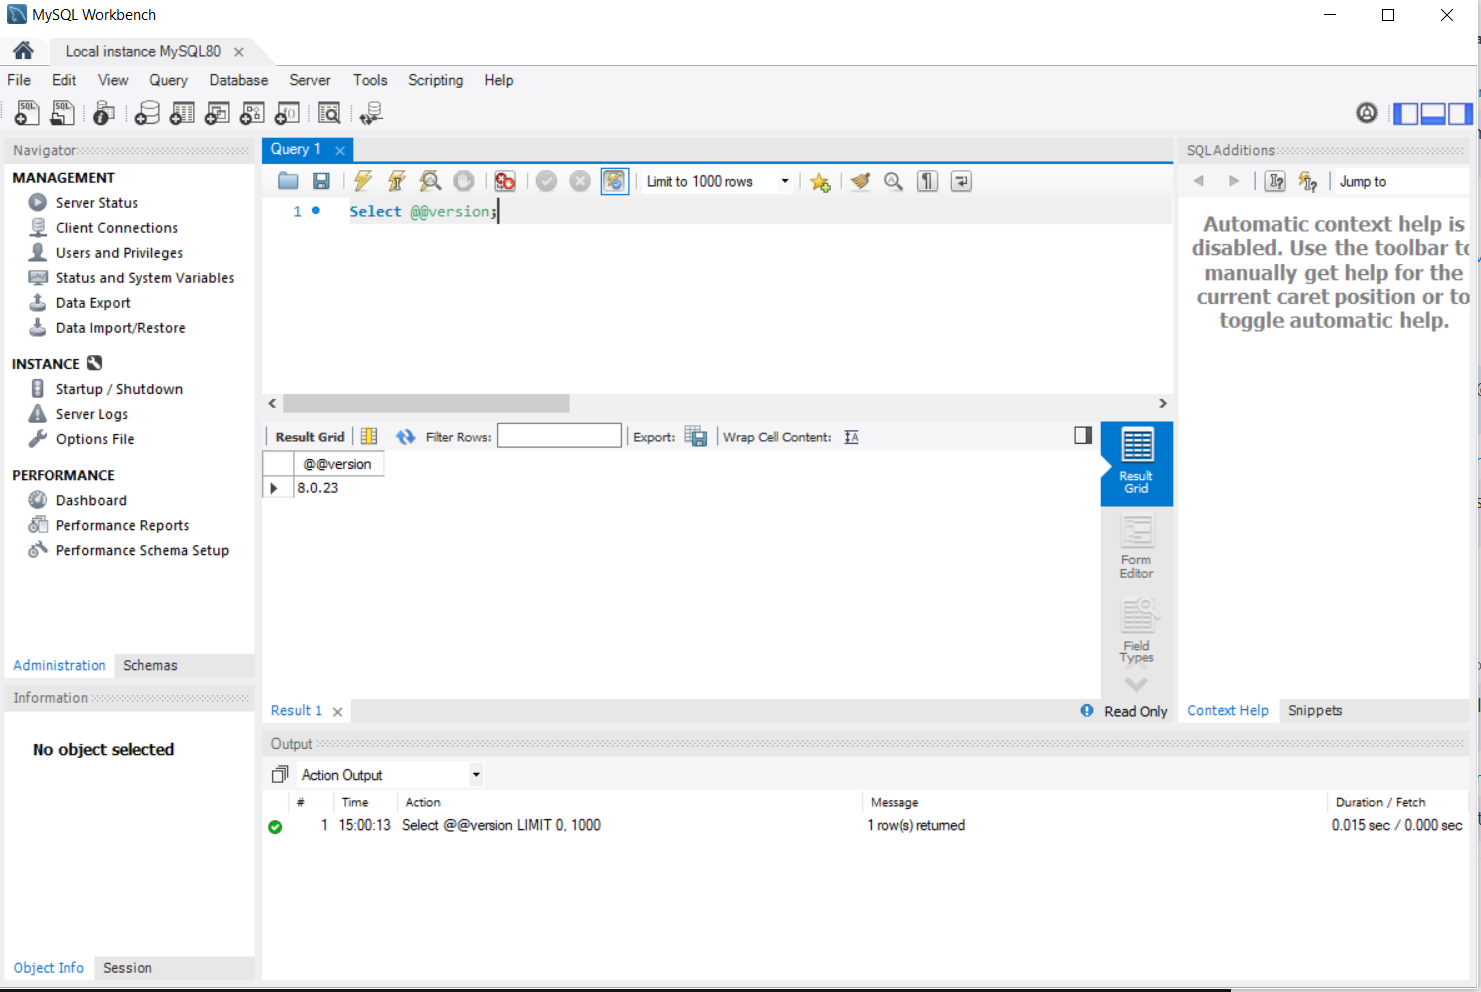 MySQL Workbench
Local instance MySQL80
File Edit View Query Database Server Tools Scripting Help
Navigator
MANAGEMENT
Server Status
Client Connections
Users and Privileges
Status and System Variables
Data Export
Data Import/Restore
INSTANCE
Startup / Shutdown
Server Logs
Options File
PERFORMANCE
Dashboard
Performance Reports
Performance Schema Setup
Administration Schemas
Information
No object selected
Object Info Session
Query 1
Limit to 1000 rows
1 Select @@version;
Result Grid Filter Rows: Export: Wrap Cell Content:
@@version
8.0.23
Result
Grid
Form
Editor
Field
Types
Result 1 Read Only
SQLAdditions
Jump to
Automatic context help is
disabled. Use the toolbar to
manually get help for the
current caret position or to
toggle automatic help.
Context Help Snippets
Output
Action Output
# Time Action Message Duration / Fetch
1 15:00:13 Select @@version LIMIT 0, 1000 1 row(s) returned 0.015 sec / 0.000 sec